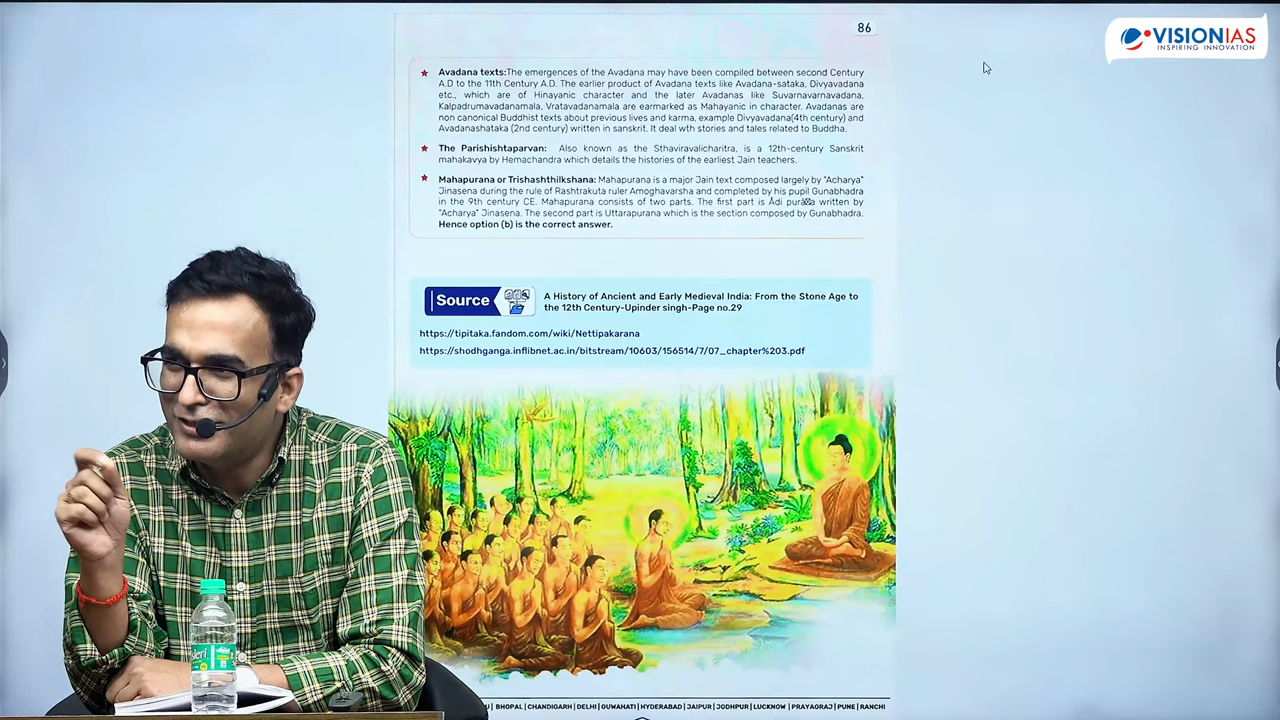 86
VISIONIAS
INSPIRING INNOVATION
Avadana texts:The emergences of the Avadana may have been compiled between second Century
A.D to the 11th Century A.D. The earlier product of Avadana texts like Avadana-sataka, Divyavadana
etc., which are of Hinayanic character and the later Avadanas like Suvarnavarnavadana,
Kalpadrumavadanamala, Vratavadanamala are earmarked as Mahayanic in character. Avadanas are
non canonical Buddhist texts about previous lives and karma, example Divyavadana(4th century) and
Avadanashataka (2nd century) written in sanskrit. It deal wth stories and tales related to Buddha.
The Parishishtaparvan: Also known as the Sthaviravalicharitra, is a 12th-century Sanskrit
mahakavya by Hemachandra which details the histories of the earliest Jain teachers.
Mahapurana or Trishashthilkshana: Mahapurana is a major Jain text composed largely by "Acharya"
Jinasena during the rule of Rashtrakuta ruler Amoghavarsha and completed by his pupil Gunabhadra
in the 9th century CE. Mahapurana consists of two parts. The first part is Ādi written by
"Acharya" Jinasena. The second part is Uttarapurana which is the section composed by Gunabhadra.
Hence option (b) is the correct answer.
Source
A History of Ancient and Early Medieval India: From the Stone Age to
the 12th Century-Upinder singh-Page no.29
https://tipitaka.fandom.com/wiki/Nettipakarana
https://shodhganga.inflibnet.ac.in/bitstream/10603/156514/7/07_chapter%203.pdf
| BHOPAL | CHANDIGARH | DELHI | GUWAHATI | HYDERABAD | JAIPUR | JODHPUR | LUCKNOW | PRAYAGRAJ | PUNE | RANCHI